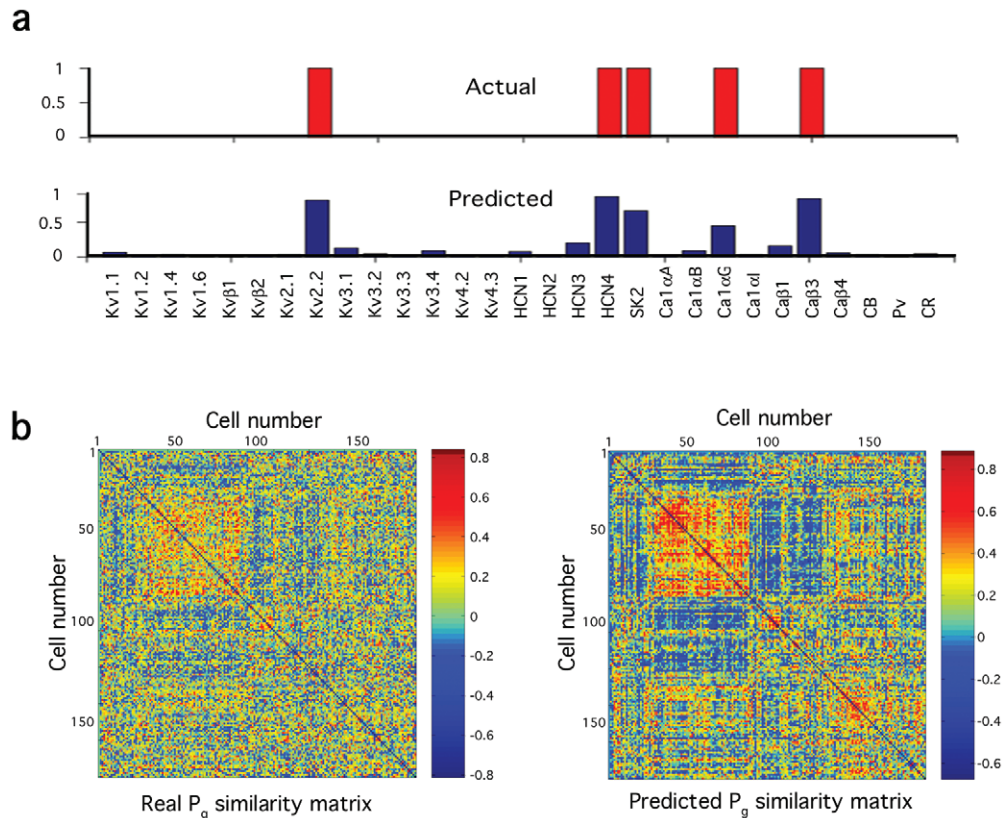 a
1
0.5
0
Actual
1
0.5
0
Predicted
Kv1.1
Kv1.2
Kv1.4
Kv1.6
Kvβ1
Kvβ2
Kv2.1
Kv2.2
Kv3.1
Kv3.2
Kv3.3
Kv3.4
Kv4.2
Kv4.3
HCN1
HCN2
HCN3
HCN4
SK2
Ca1αA
Ca1αB
Ca1αG
Ca1αI
Caβ1
Caβ3
Caβ4
CB
Pv
CR
b
Cell number
1 50 100 150
Cell number
1
50
100
150
0.8
0.6
0.4
0.2
0
-0.2
-0.4
-0.6
-0.8
Real Pg similarity matrix
Cell number
1 50 100 150
Cell number
1
50
100
150
0.8
0.6
0.4
0.2
0
-0.2
-0.4
-0.6
Predicted Pg similarity matrix